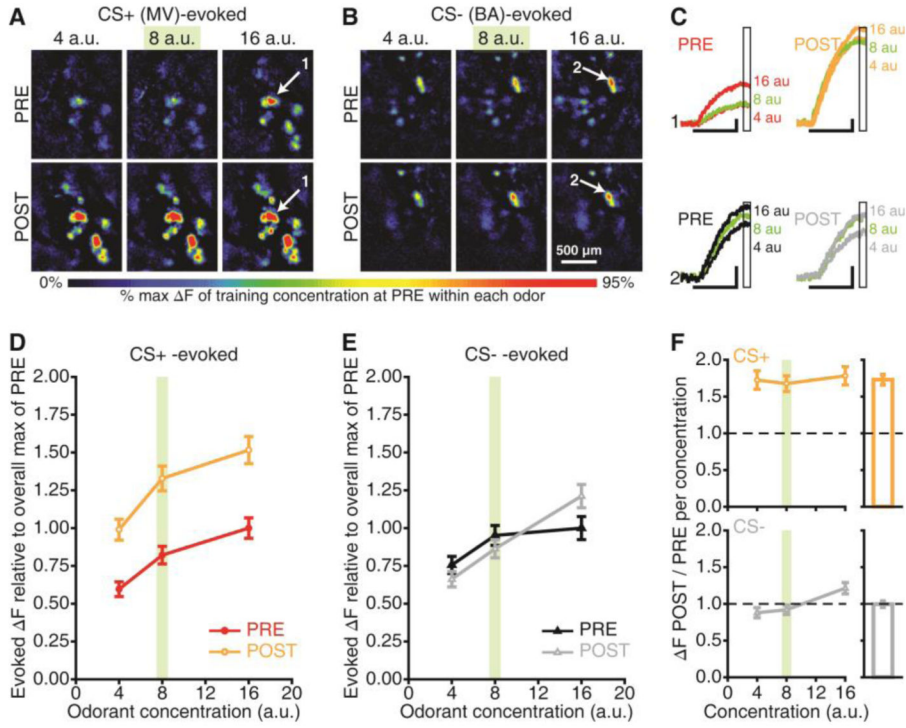 A
CS+ (MV)-evoked
4 a.u. 8 a.u. 16 a.u.
PRE
1
POST
1
B
CS- (BA)-evoked
4 a.u. 8 a.u. 16 a.u.
2
2
500 µm
0% 95%
% max ΔF of training concentration at PRE within each odor
C
PRE
16 au
8 au
4 au
1
POST
16 au
8 au
4 au
PRE
16 au
8 au
4 au
2
POST
16 au
8 au
4 au
D
CS+ -evoked
Evoked ΔF relative to overall max of PRE
2.00
1.75
1.50
1.25
1.00
0.75
0.50
0.25
0.00
PRE
POST
0 4 8 12 16 20
Odorant concentration (a.u.)
E
CS- -evoked
Evoked ΔF relative to overall max of PRE
2.00
1.75
1.50
1.25
1.00
0.75
0.50
0.25
0.00
PRE
POST
0 4 8 12 16 20
Odorant concentration (a.u.)
F
ΔF POST / PRE per concentration
CS+
2.0
1.5
1.0
1.5
0.0
CS-
2.0
1.5
1.0
1.5
0.0
0 4 8 12 16
Concentration (a.u.)